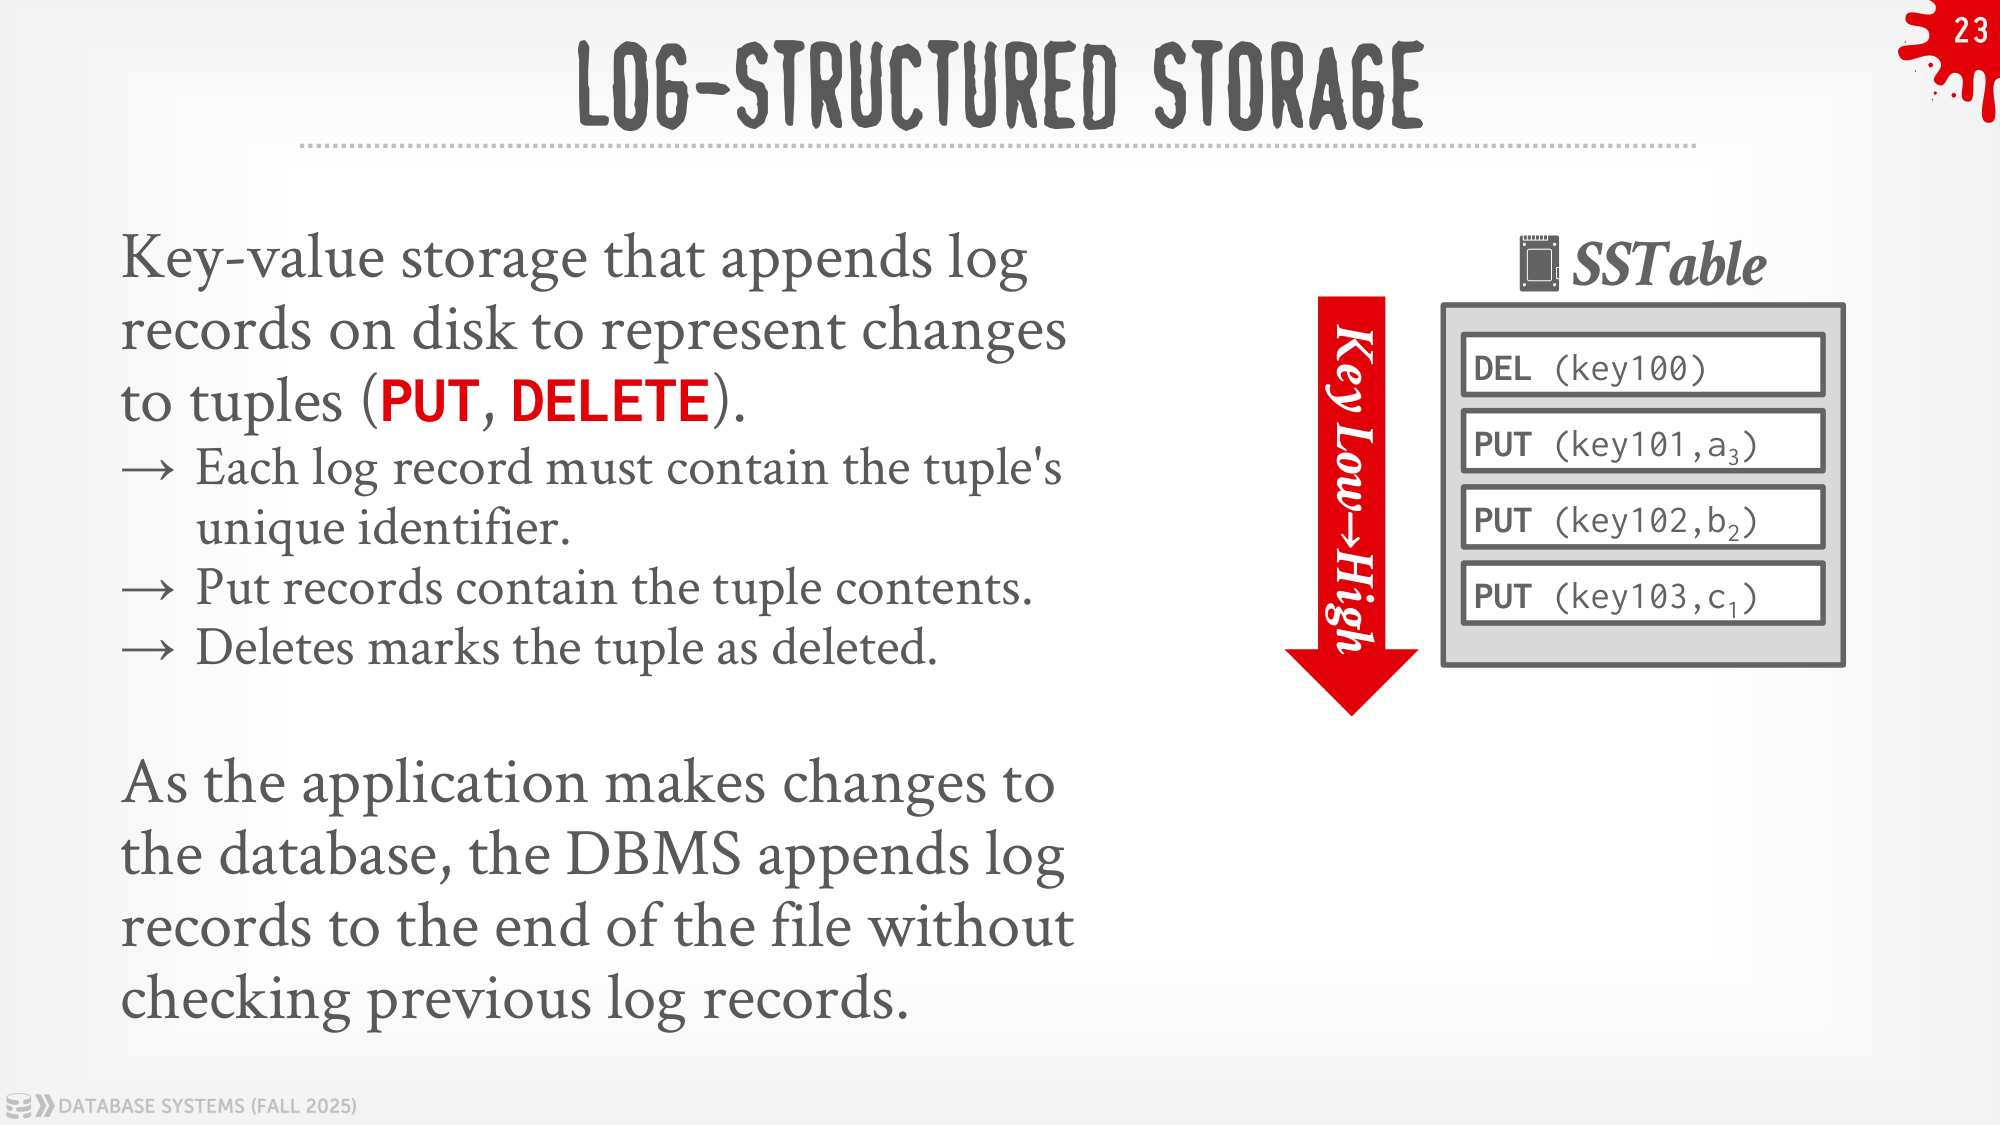 23
LOG-STRUCTURED STORAGE
Key-value storage that appends log
records on disk to represent changes
to tuples (PUT, DELETE).
→ Each log record must contain the tuple's
unique identifier.
→ Put records contain the tuple contents.
→ Deletes marks the tuple as deleted.
As the application makes changes to
the database, the DBMS appends log
records to the end of the file without
checking previous log records.
SSTable
Key Low→High
DEL (key100)
PUT (key101,a₃)
PUT (key102,b₂)
PUT (key103,c₁)
DATABASE SYSTEMS (FALL 2025)